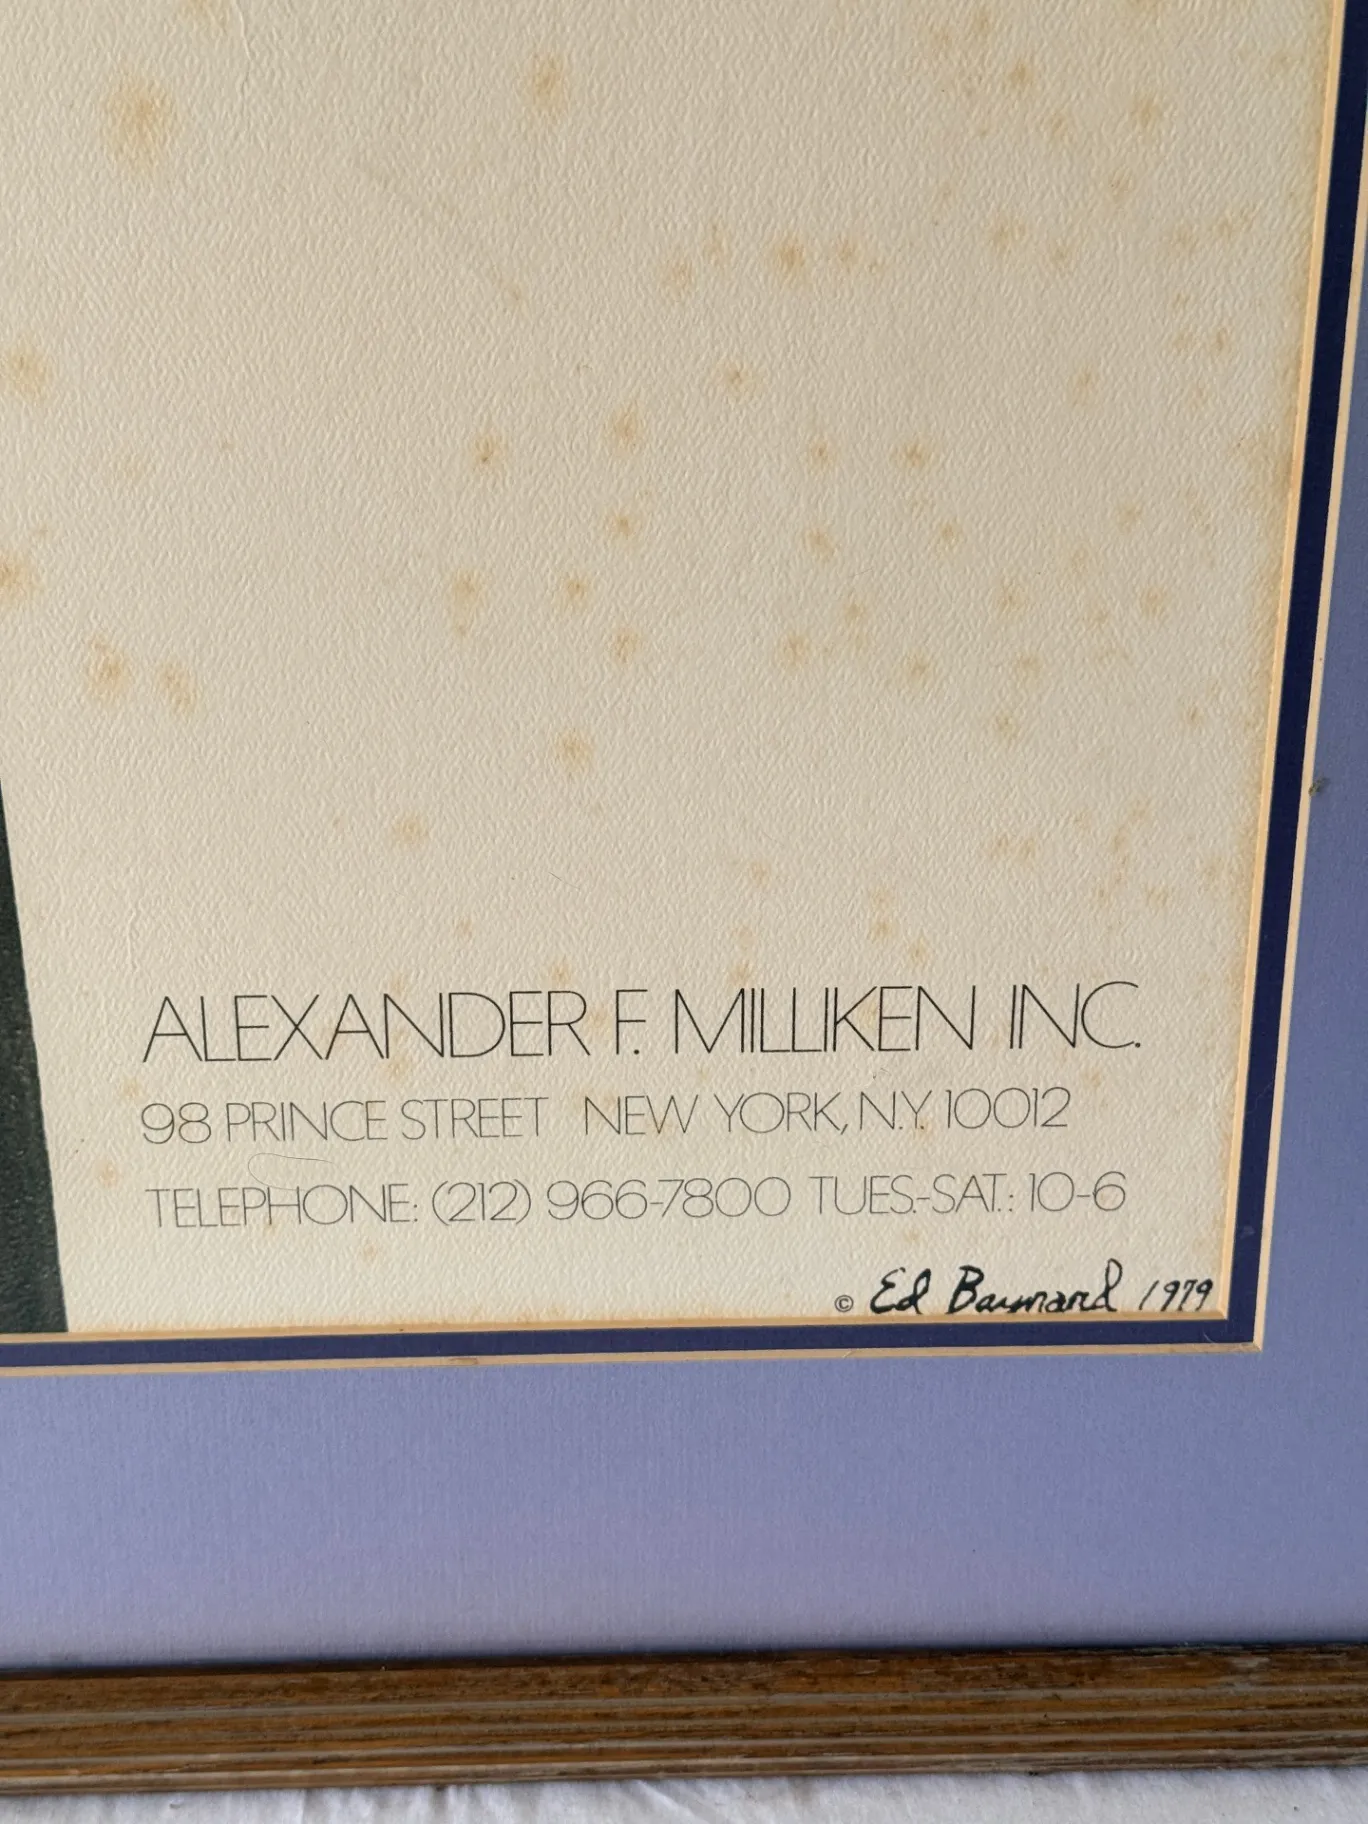 ALEXANDER F. MILLIKEN INC.
98 PRINCE STREET NEW YORK, N.Y. 10012
TELEPHONE: (212) 966-7800 TUES.-SAT.: 10-6
© Ed Baynard 1979